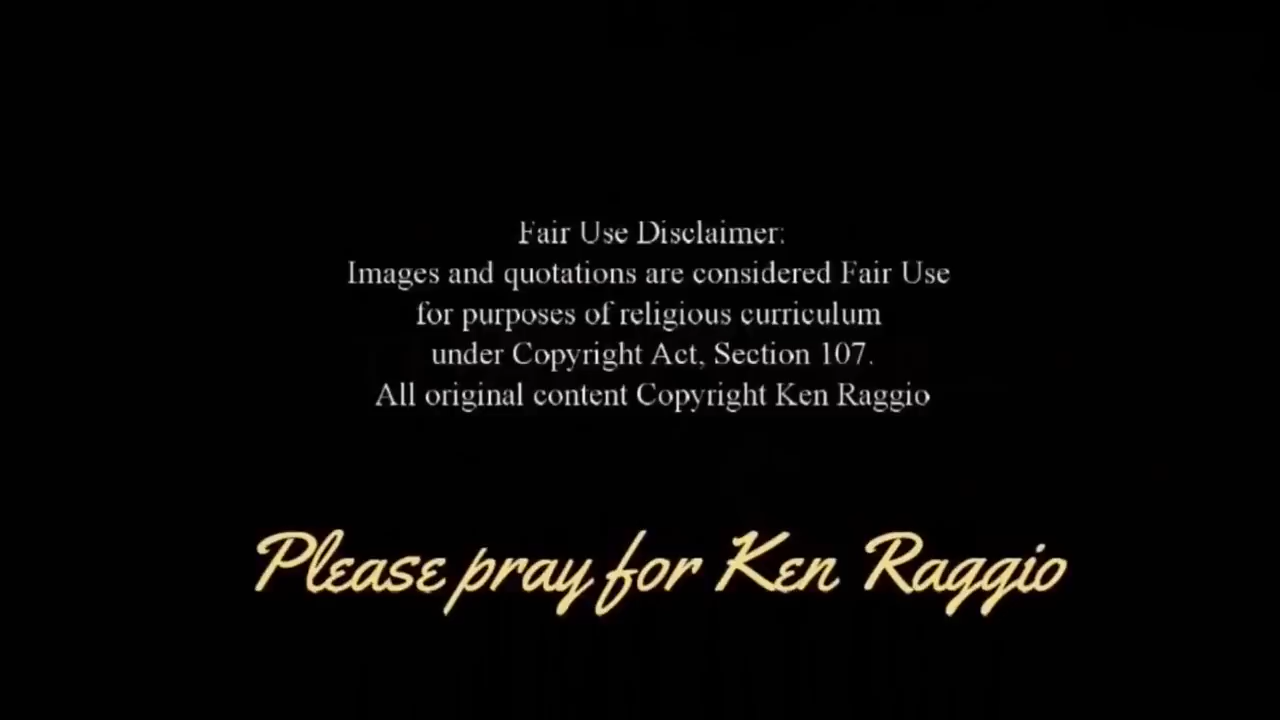 Fair Use Disclaimer:
Images and quotations are considered Fair Use
for purposes of religious curriculum
under Copyright Act, Section 107.
All original content Copyright Ken Raggio
Please pray for Ken Raggio